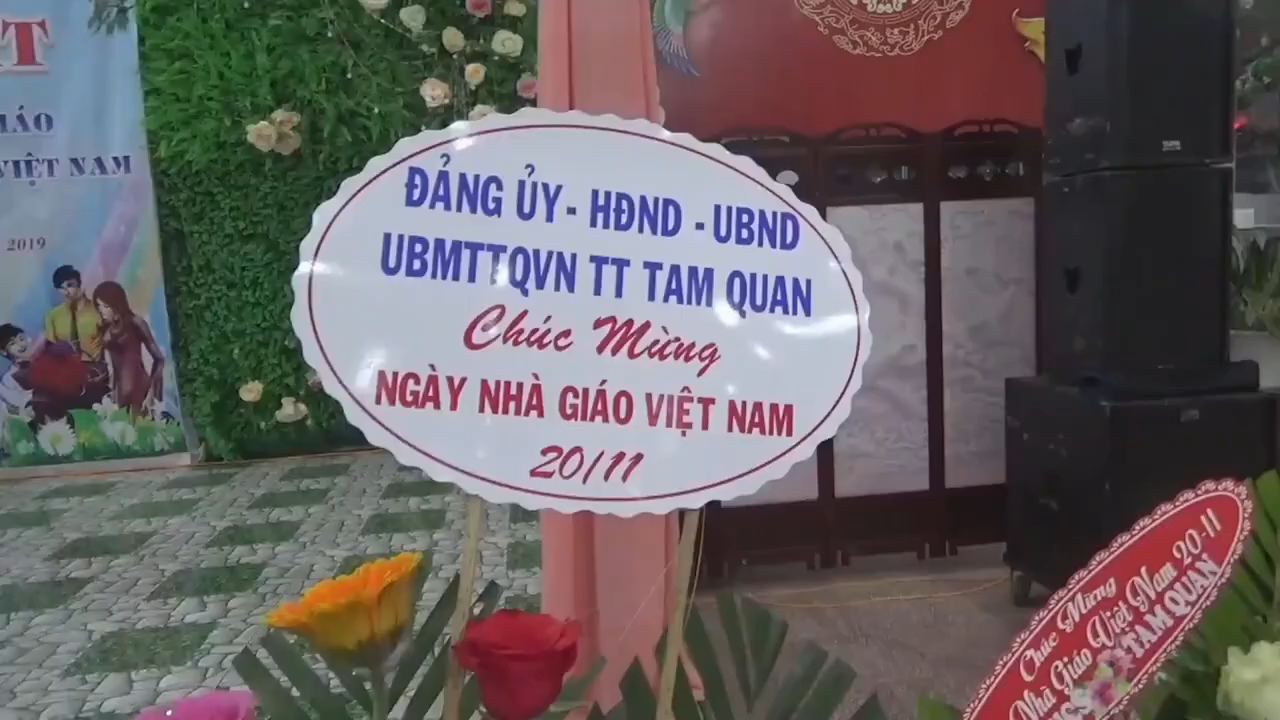 T
VIỆT NAM
2019
ĐẢNG ỦY - HĐND - UBND
UBMTTQVN TT TAM QUAN
Chúc Mừng
NGÀY NHÀ GIÁO VIỆT NAM
20/11
Chúc Mừng
Nhà Giáo Việt Nam 20-11
TAM QUAN